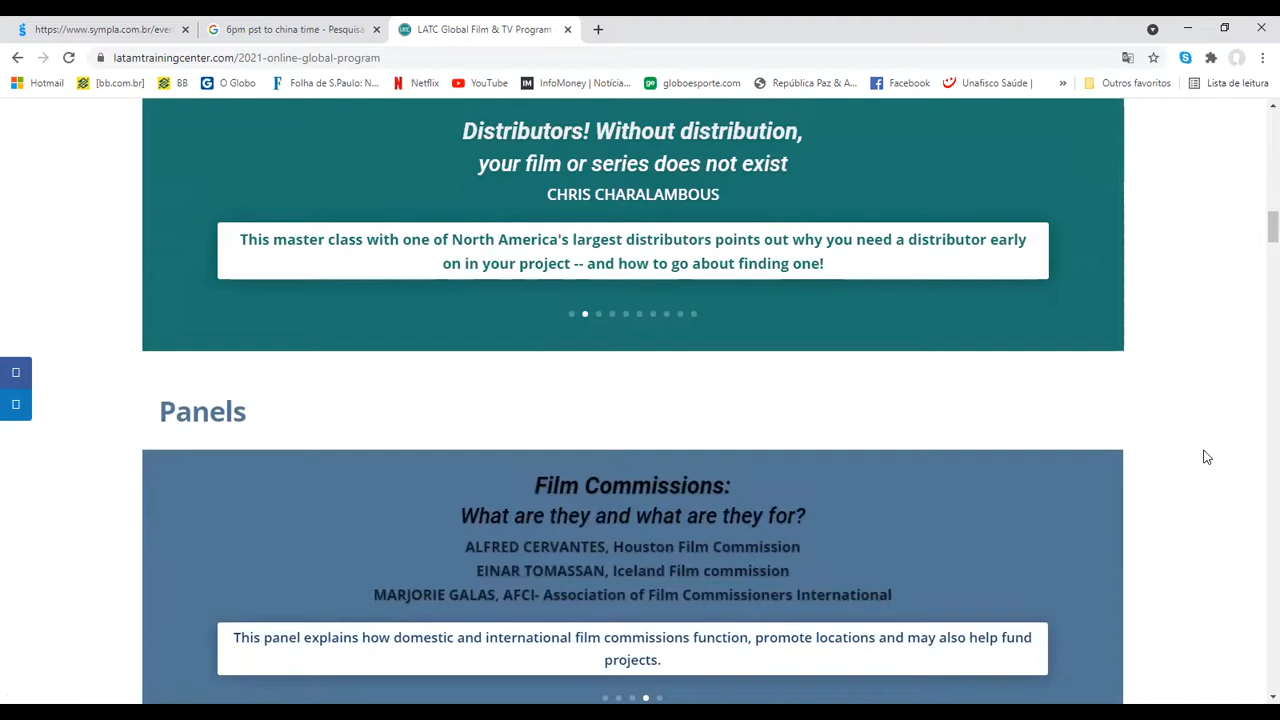 https://www.sympla.com.br/ever
6pm pst to china time - Pesquisa
LATC Global Film & TV Program
latamtrainingcenter.com/2021-online-global-program
Hotmail
[bb.com.br]
BB
O Globo
Folha de S.Paulo: N...
Netflix
YouTube
InfoMoney | Notícia...
globoesporte.com
República Paz & A...
Facebook
Unafisco Saúde |
»
Outros favoritos
Lista de leitura
Distributors! Without distribution,
your film or series does not exist
CHRIS CHARALAMBOUS
This master class with one of North America's largest distributors points out why you need a distributor early
on in your project -- and how to go about finding one!
Panels
Film Commissions:
What are they and what are they for?
ALFRED CERVANTES, Houston Film Commission
EINAR TOMASSAN, Iceland Film commission
MARJORIE GALAS, AFCI- Association of Film Commissioners International
This panel explains how domestic and international film commissions function, promote locations and may also help fund
projects.